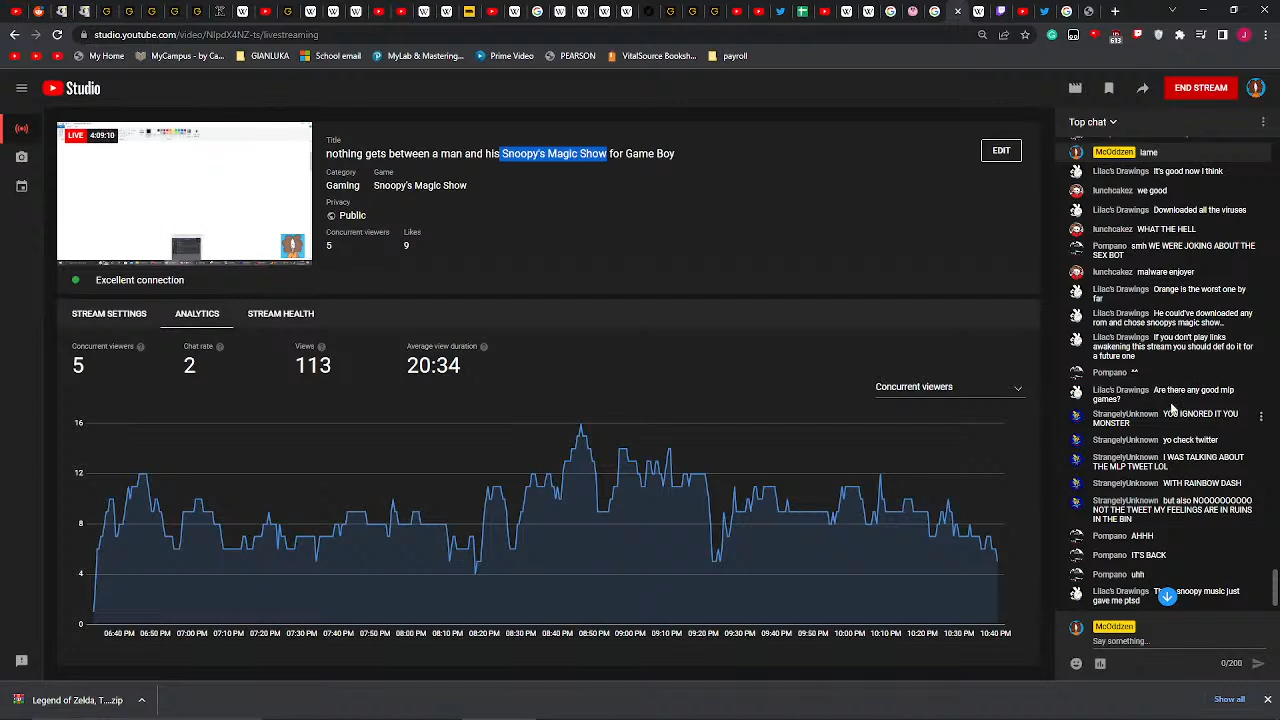 studio.youtube.com/video/NIpdX4NZ-ts/livestreaming
My Home
MyCampus - by Ca...
GIANLUKA
School email
MyLab & Mastering...
Prime Video
PEARSON
VitalSource Booksh...
payroll
613
J
Studio
END STREAM
LIVE 4:09:10
Title
nothing gets between a man and his Snoopy's Magic Show for Game Boy
EDIT
Category Game
Gaming Snoopy's Magic Show
Privacy
Public
Concurrent viewers Likes
5 9
Excellent connection
STREAM SETTINGS ANALYTICS STREAM HEALTH
Concurrent viewers Chat rate Views Average view duration
5 2 113 20:34
Concurrent viewers
16
12
8
4
0
06:40 PM 06:50 PM 07:00 PM 07:10 PM 07:20 PM 07:30 PM 07:40 PM 07:50 PM 08:00 PM 08:10 PM 08:20 PM 08:30 PM 08:40 PM 08:50 PM 09:00 PM 09:10 PM 09:20 PM 09:30 PM 09:40 PM 09:50 PM 10:00 PM 10:10 PM 10:20 PM 10:30 PM 10:40 PM
Top chat
McOddzen lame
Lilac's Drawings It's good now I think
lunchcakez we good
Lilac's Drawings Downloaded all the viruses
lunchcakez WHAT THE HELL
Pompano smh WE WERE JOKING ABOUT THE
SEX BOT
lunchcakez malware enjoyer
Lilac's Drawings Orange is the worst one by
far
Lilac's Drawings He could've downloaded any
rom and chose snoopys magic show..
Lilac's Drawings If you don't play links
awakening this stream you should def do it for
a future one
Pompano ^^
Lilac's Drawings Are there any good mlp
games?
StrangelyUnknown YOU IGNORED IT YOU
MONSTER
StrangelyUnknown yo check twitter
StrangelyUnknown I WAS TALKING ABOUT
THE MLP TWEET LOL
StrangelyUnknown WITH RAINBOW DASH
StrangelyUnknown but also NOOOOOOOOOO
NOT THE TWEET MY FEELINGS ARE IN RUINS
IN THE BIN
Pompano AHHH
Pompano IT'S BACK
Pompano uhh
Lilac's Drawings snoopy music just
gave me ptsd
McOddzen
Say something...
0/200
Legend of Zelda, T....zip
Show all